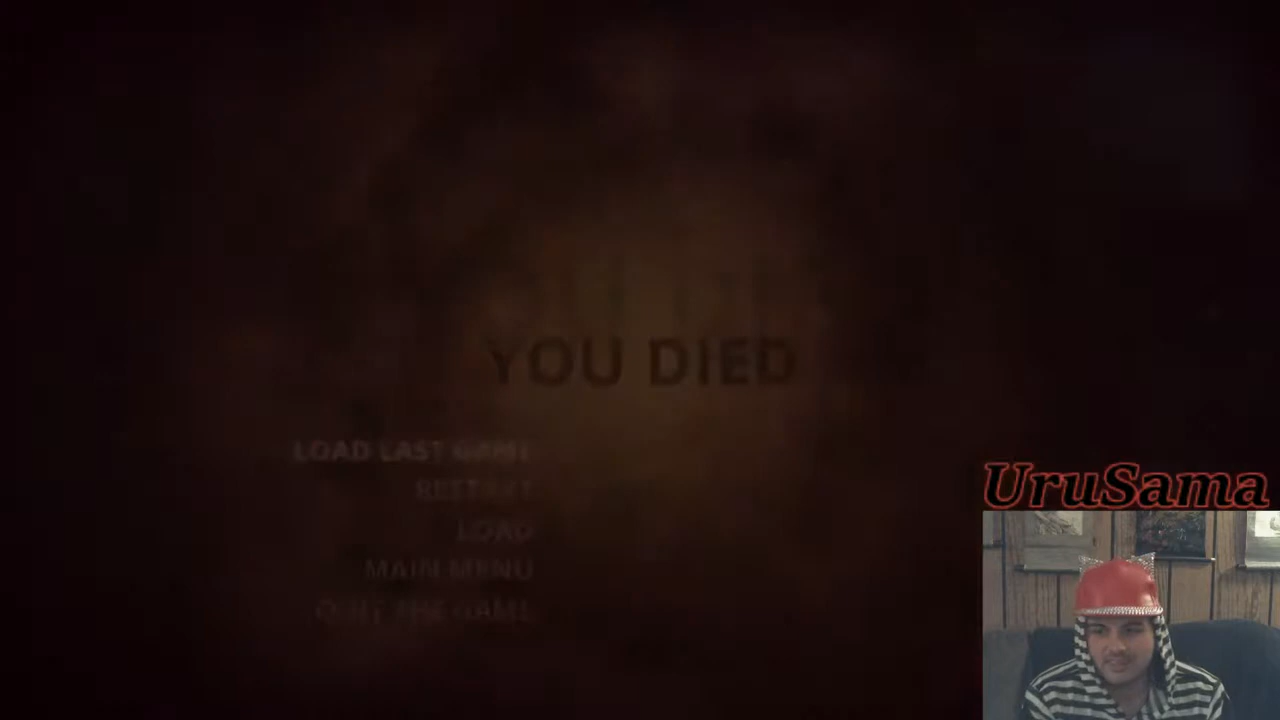 YOU DIED
LOAD LAST GAME
RESTART
LOAD
MAIN MENU
QUIT THE GAME
UruSama